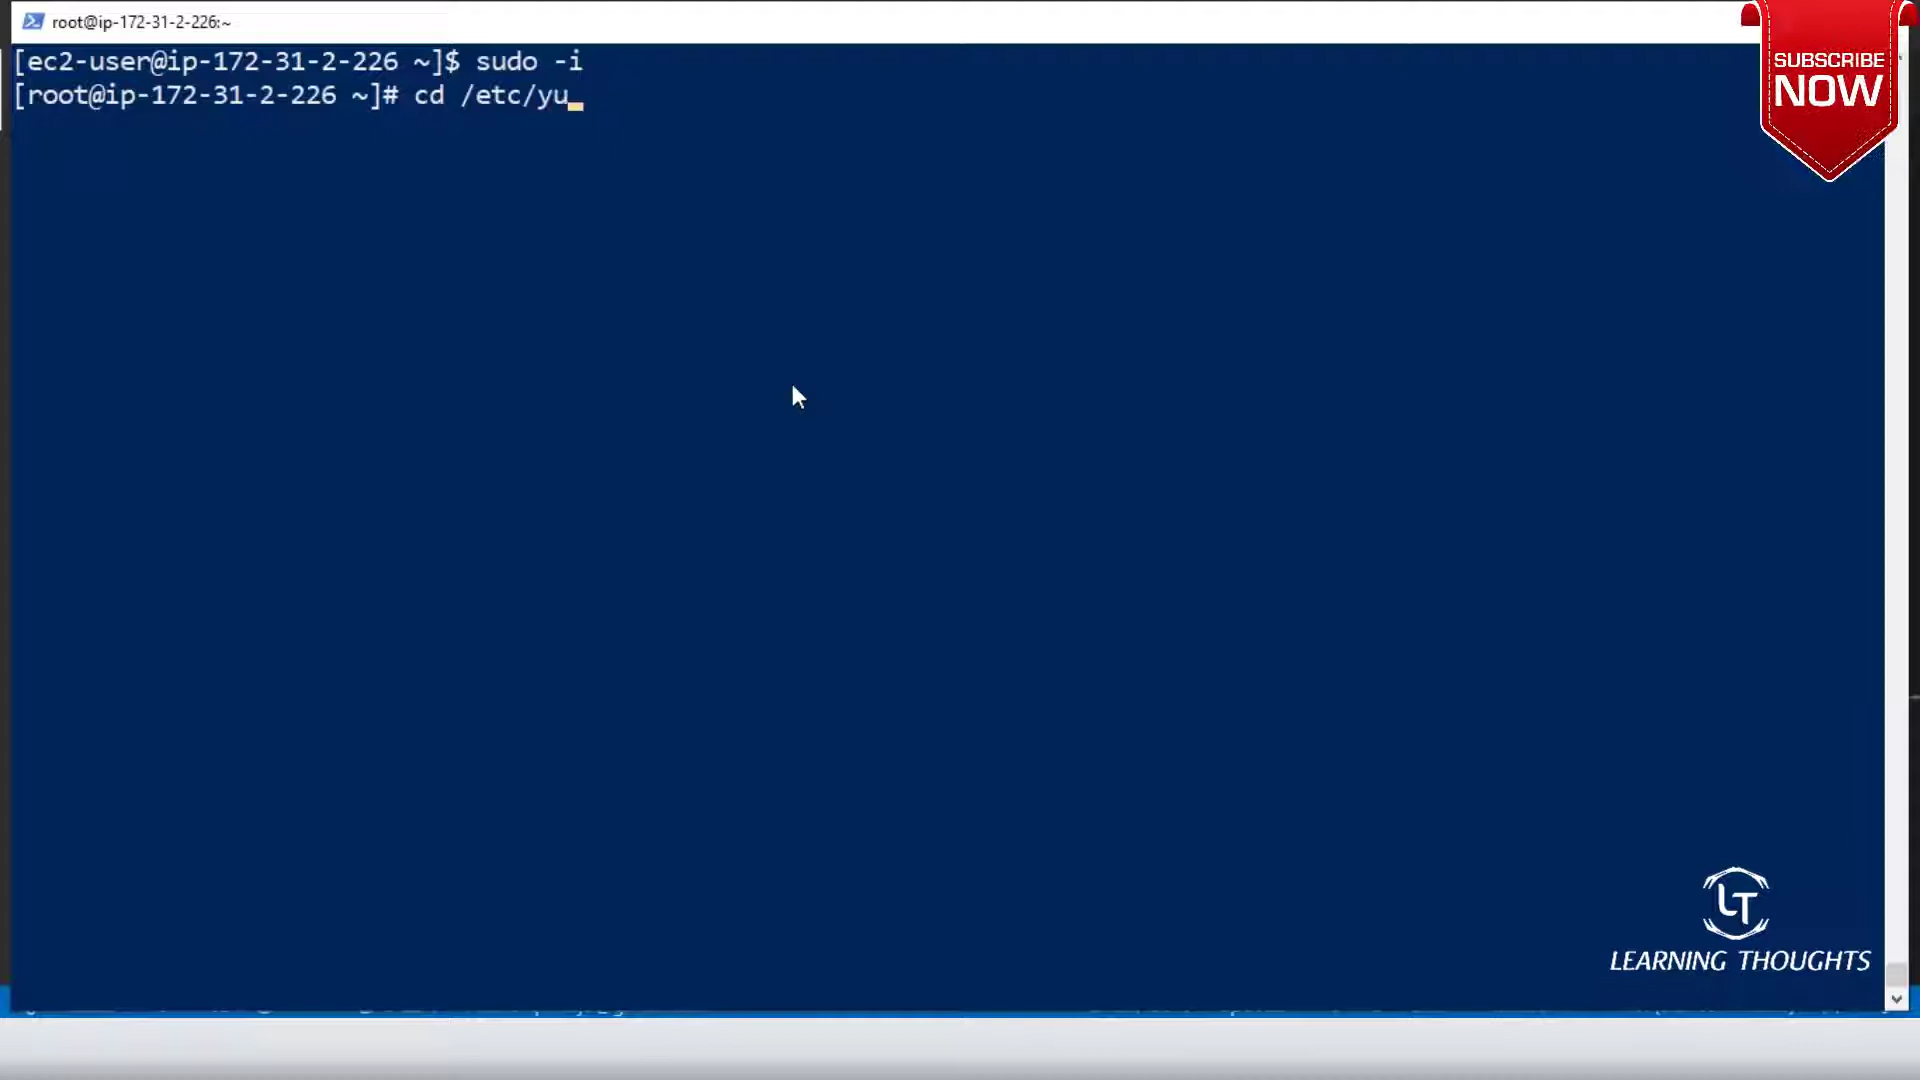 root@ip-172-31-2-226:~
[ec2-user@ip-172-31-2-226 ~]$ sudo -i
[root@ip-172-31-2-226 ~]# cd /etc/yu
SUBSCRIBE
NOW
LT
LEARNING THOUGHTS